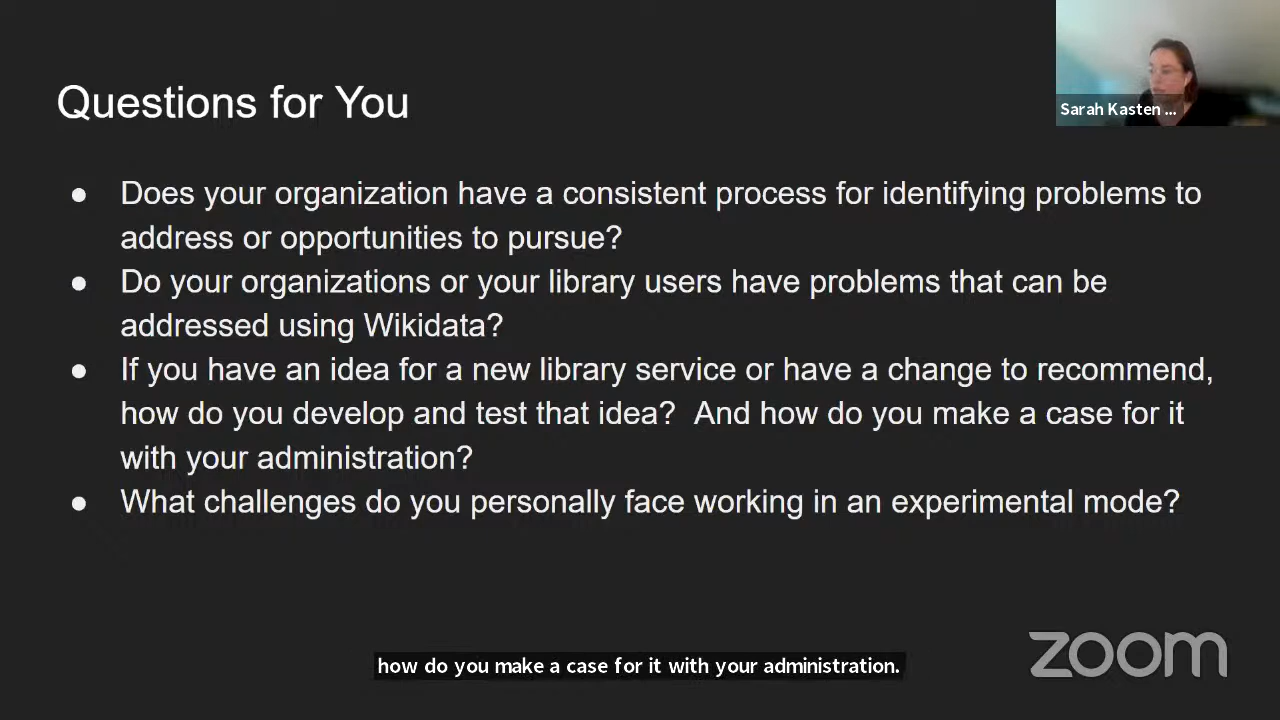 Questions for You
Sarah Kasten ...
● Does your organization have a consistent process for identifying problems to
address or opportunities to pursue?
● Do your organizations or your library users have problems that can be
addressed using Wikidata?
● If you have an idea for a new library service or have a change to recommend,
how do you develop and test that idea?  And how do you make a case for it
with your administration?
● What challenges do you personally face working in an experimental mode?
how do you make a case for it with your administration.
zoom